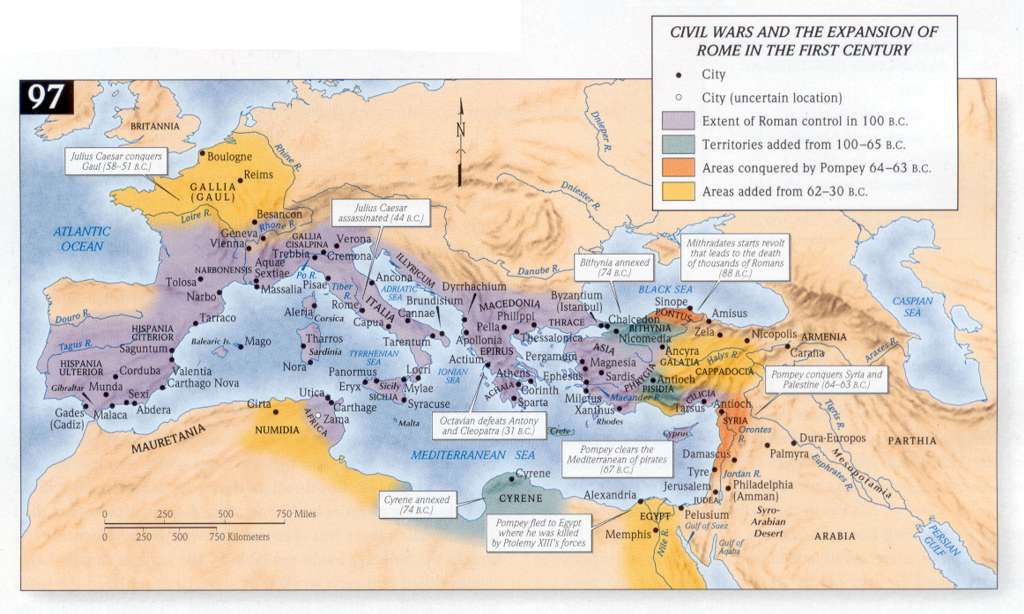 CIVIL WARS AND THE EXPANSION OF
ROME IN THE FIRST CENTURY
City
City (uncertain location)
Extent of Roman control in 100 B.C.
Territories added from 100–65 B.C.
Areas conquered by Pompey 64–63 B.C.
Areas added from 62–30 B.C.
97
N
BRITANNIA
Julius Caesar conquers
Gaul (58–51 B.C.)
Boulogne
Reims
Rhine R.
GALLIA
(GAUL)
Loire R.
Besancon
Geneva
Rhone R.
Vienna
ATLANTIC
OCEAN
Julius Caesar
assassinated (44 B.C.)
GALLIA
CISALPINA
Verona
Trebbia
Cremona
NARBONENSIS
Aquae
Sextiae
Tolosa
Massalia
Narbo
Po R.
Pisae
Tiber
R.
ILLYRICUM
Ancona
ADRIATIC
SEA
ITALIA
Rome
Capua
Cannae
Brundisium
Tarentum
Aleria
Corsica
Dnieper R.
Dniester R.
Danube R.
Bithynia annexed
(74 B.C.)
Mithradates starts revolt
that leads to the death
of thousands of Romans
(88 B.C.)
BLACK SEA
CASPIAN
SEA
Douro R.
Tagus R.
HISPANIA
CITERIOR
HISPANIA
ULTERIOR
Tarraco
Saguntum
Valentia
Corduba
Carthago Nova
Munda
Sexi
Gibraltar
Gades
(Cadiz)
Malaca
Abdera
Balearic Is.
Mago
Tharros
Sardinia
Nora
TYRRHENIAN
SEA
Panormus
Eryx
Sicily
SICILIA
Locri
Mylae
Syracuse
Malta
Dyrrhachium
MACEDONIA
Philippi
Pella
Apollonia
Thessalonica
EPIRUS
Actium
IONIAN
SEA
Athens
ACHAIA
Corinth
Sparta
Byzantium
(Istanbul)
THRACE
Chalcedon
BITHYNIA
Nicomedia
Sinope
PONTUS
Amisus
Zela
Nicopolis
ARMENIA
Carana
Araxes R.
ASIA
Pergamum
Magnesia
Ephesus
Sardis
PHRYGIA
Miletus
Maeander R.
Xanthus
Rhodes
Ancyra
GALATIA
Halys R.
CAPPADOCIA
Antioch
PISIDIA
CILICIA
Tarsus
Antioch
SYRIA
Orontes
R.
Pompey conquers Syria and
Palestine (64–63 B.C.)
Tigris R.
Dura-Europos
Palmyra
Euphrates R.
Mesopotamia
PARTHIA
Octavian defeats Antony
and Cleopatra (31 B.C.)
Crete
Cyprus
Pompey clears the
Mediterranean of pirates
(67 B.C.)
MAURETANIA
Girta
NUMIDIA
Utica
Carthage
Zama
AFRICA
MEDITERRANEAN SEA
Cyrene annexed
(74 B.C.)
Cyrene
CYRENE
Pompey fled to Egypt
where he was killed
by Ptolemy XIII's forces
Alexandria
EGYPT
Memphis
Nile R.
Pelusium
Gulf of Suez
Gulf of
Aqaba
Damascus
Tyre
Jordan R.
Jerusalem
JUDEA
Philadelphia
(Amman)
Syro-
Arabian
Desert
ARABIA
PERSIAN
GULF
0 250 500 750 Miles
0 250 500 750 Kilometers